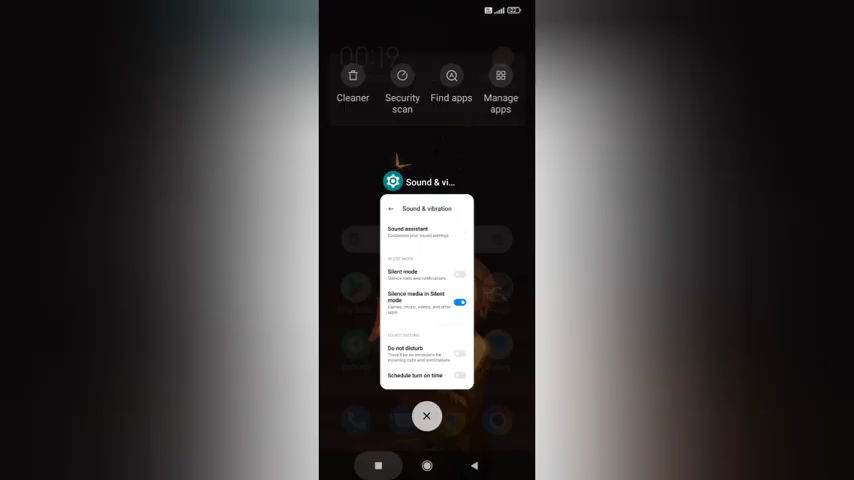 00:19
Cleaner
Security scan
Find apps
Manage apps
Sound & vi...
Sound & vibration
Sound assistant
Customize your sound settings
SILENT MODE
Silent mode
Silence calls and notifications
Silence media in Silent mode
Games, music, videos, and other apps
Do not disturb
There'll be no reminders for incoming calls and notifications
Schedule turn on time